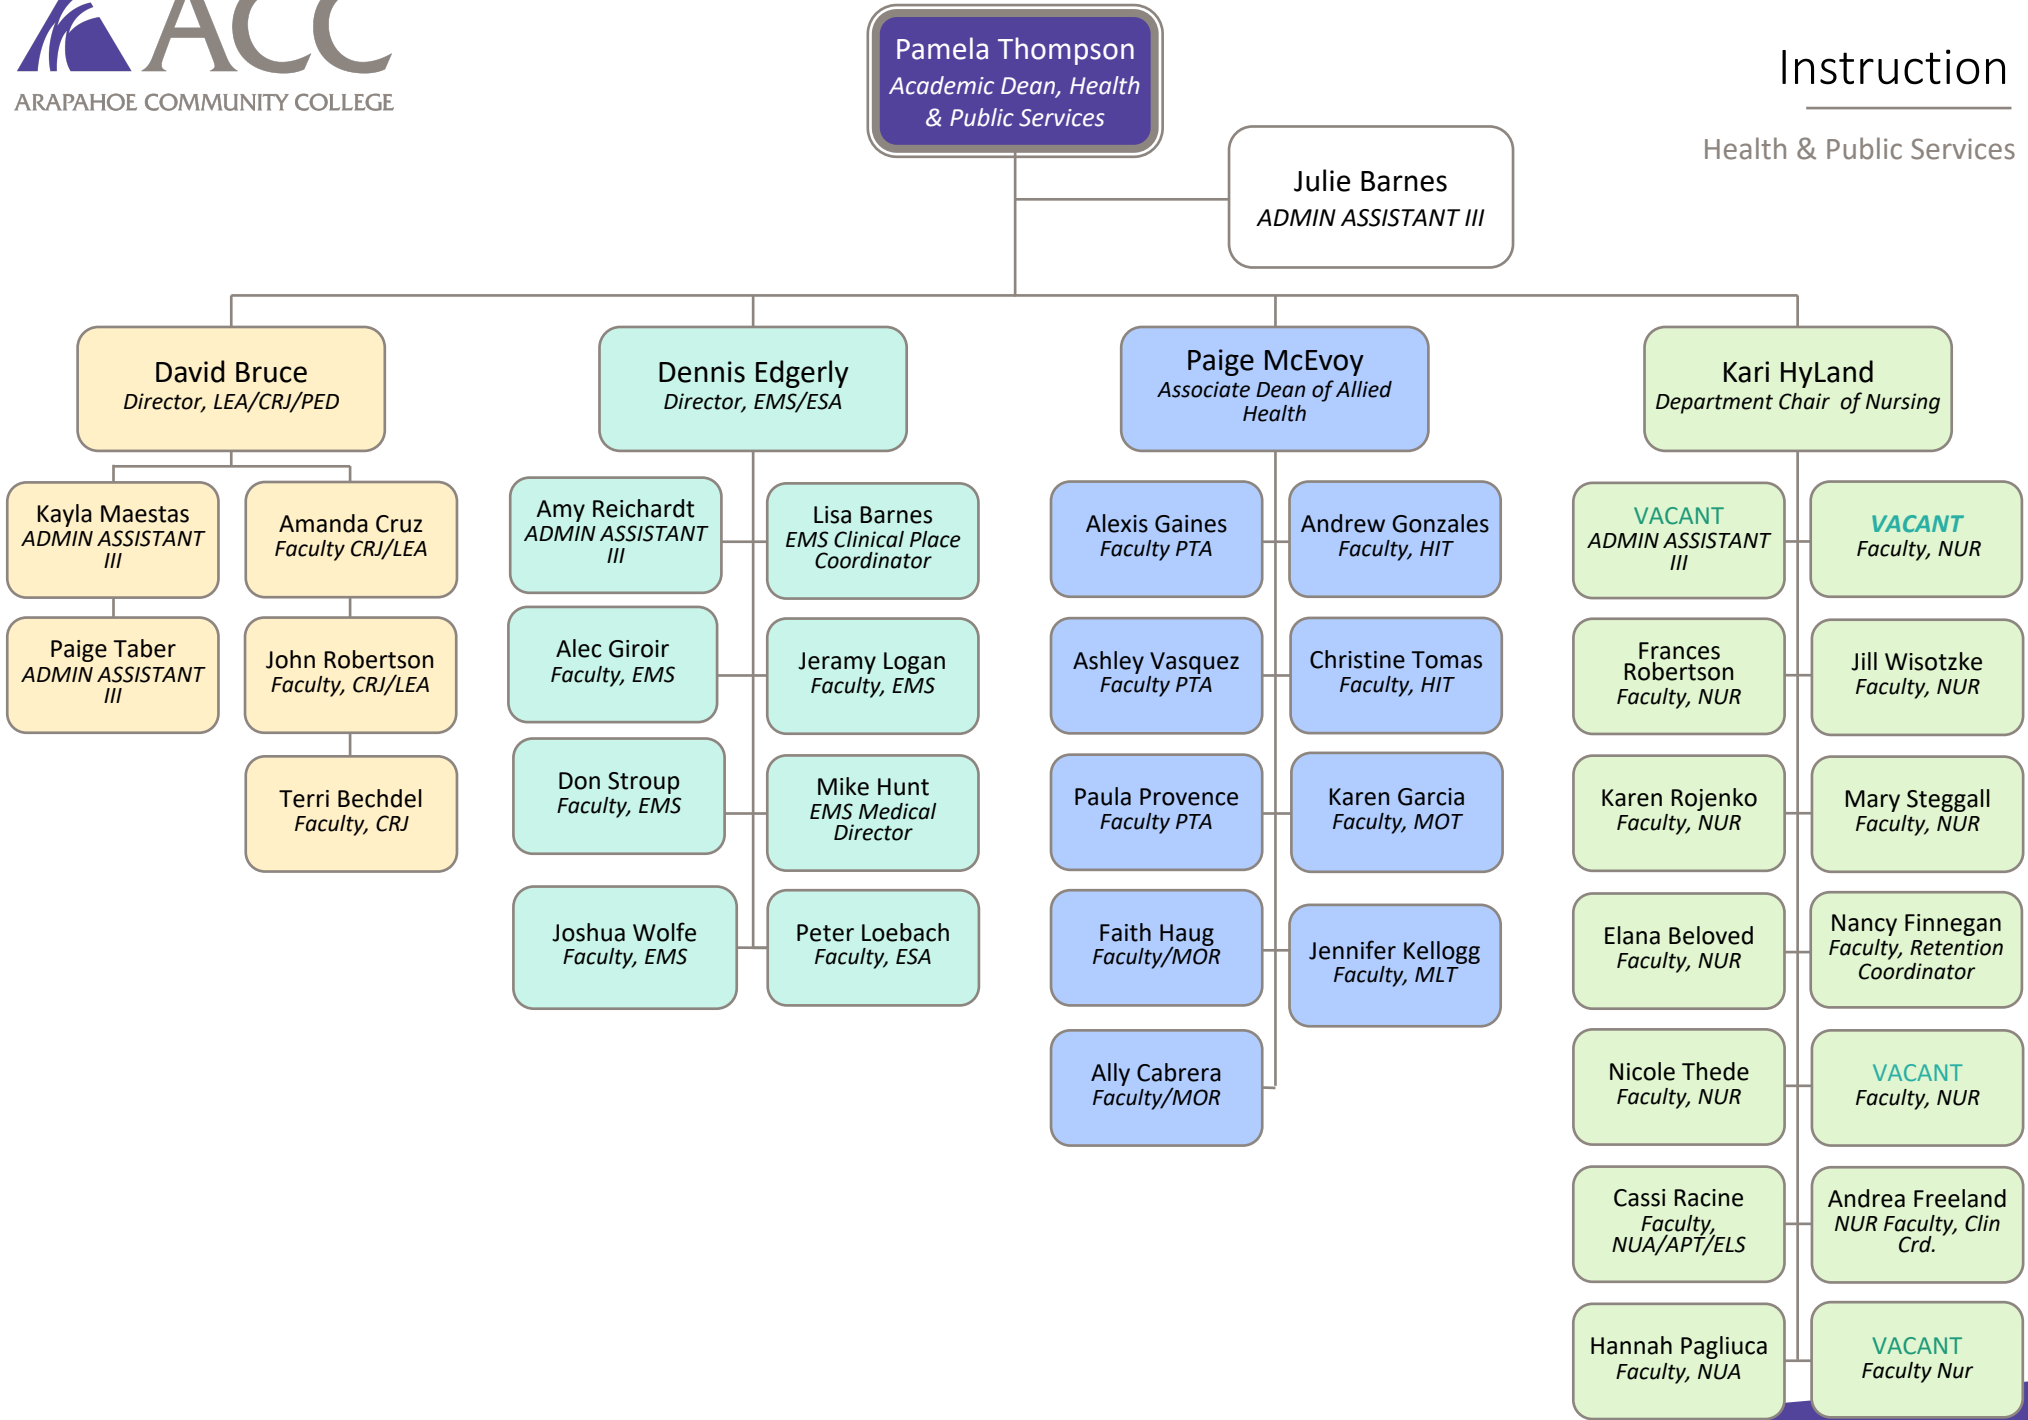 ACC
ARAPAHOE COMMUNITY COLLEGE
Instruction
Health & Public Services
Pamela Thompson
Academic Dean, Health
& Public Services
Julie Barnes
ADMIN ASSISTANT III
David Bruce
Director, LEA/CRJ/PED
Kayla Maestas
ADMIN ASSISTANT
III
Paige Taber
ADMIN ASSISTANT
III
Amanda Cruz
Faculty CRJ/LEA
John Robertson
Faculty, CRJ/LEA
Terri Bechdel
Faculty, CRJ
Dennis Edgerly
Director, EMS/ESA
Amy Reichardt
ADMIN ASSISTANT
III
Lisa Barnes
EMS Clinical Place
Coordinator
Alec Giroir
Faculty, EMS
Jeramy Logan
Faculty, EMS
Don Stroup
Faculty, EMS
Mike Hunt
EMS Medical
Director
Joshua Wolfe
Faculty, EMS
Peter Loebach
Faculty, ESA
Paige McEvoy
Associate Dean of Allied
Health
Alexis Gaines
Faculty PTA
Andrew Gonzales
Faculty, HIT
Ashley Vasquez
Faculty PTA
Christine Tomas
Faculty, HIT
Paula Provence
Faculty PTA
Karen Garcia
Faculty, MOT
Faith Haug
Faculty/MOR
Jennifer Kellogg
Faculty, MLT
Ally Cabrera
Faculty/MOR
Kari HyLand
Department Chair  of Nursing
VACANT
ADMIN ASSISTANT
III
VACANT
Faculty, NUR
Frances
Robertson
Faculty, NUR
Jill Wisotzke
Faculty, NUR
Karen Rojenko
Faculty, NUR
Mary Steggall
Faculty, NUR
Elana Beloved
Faculty, NUR
Nancy Finnegan
Faculty, Retention
Coordinator
Nicole Thede
Faculty, NUR
VACANT
Faculty, NUR
Cassi Racine
Faculty,
NUA/APT/ELS
Andrea Freeland
NUR Faculty, Clin
Crd.
Hannah Pagliuca
Faculty, NUA
VACANT
Faculty Nur